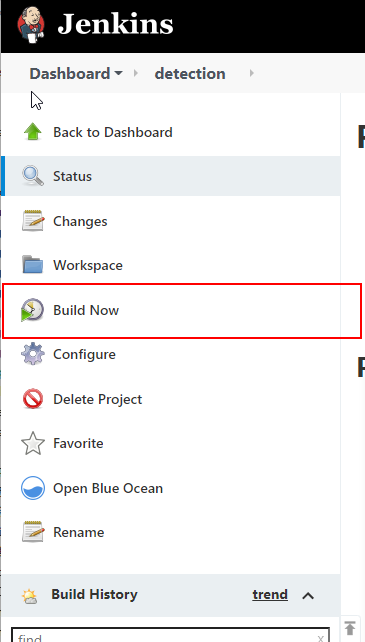 Jenkins
Dashboard detection
Back to Dashboard
Status
Changes
Workspace
Build Now
Configure
Delete Project
Favorite
Open Blue Ocean
Rename
Build History trend
find x